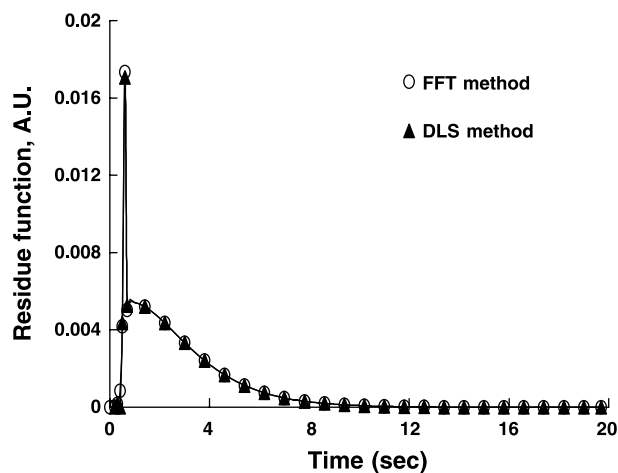 0.02
0.016
0.012
0.008
0.004
0
0 4 8 12 16 20
Residue function, A.U.
Time (sec)
FFT method
DLS method